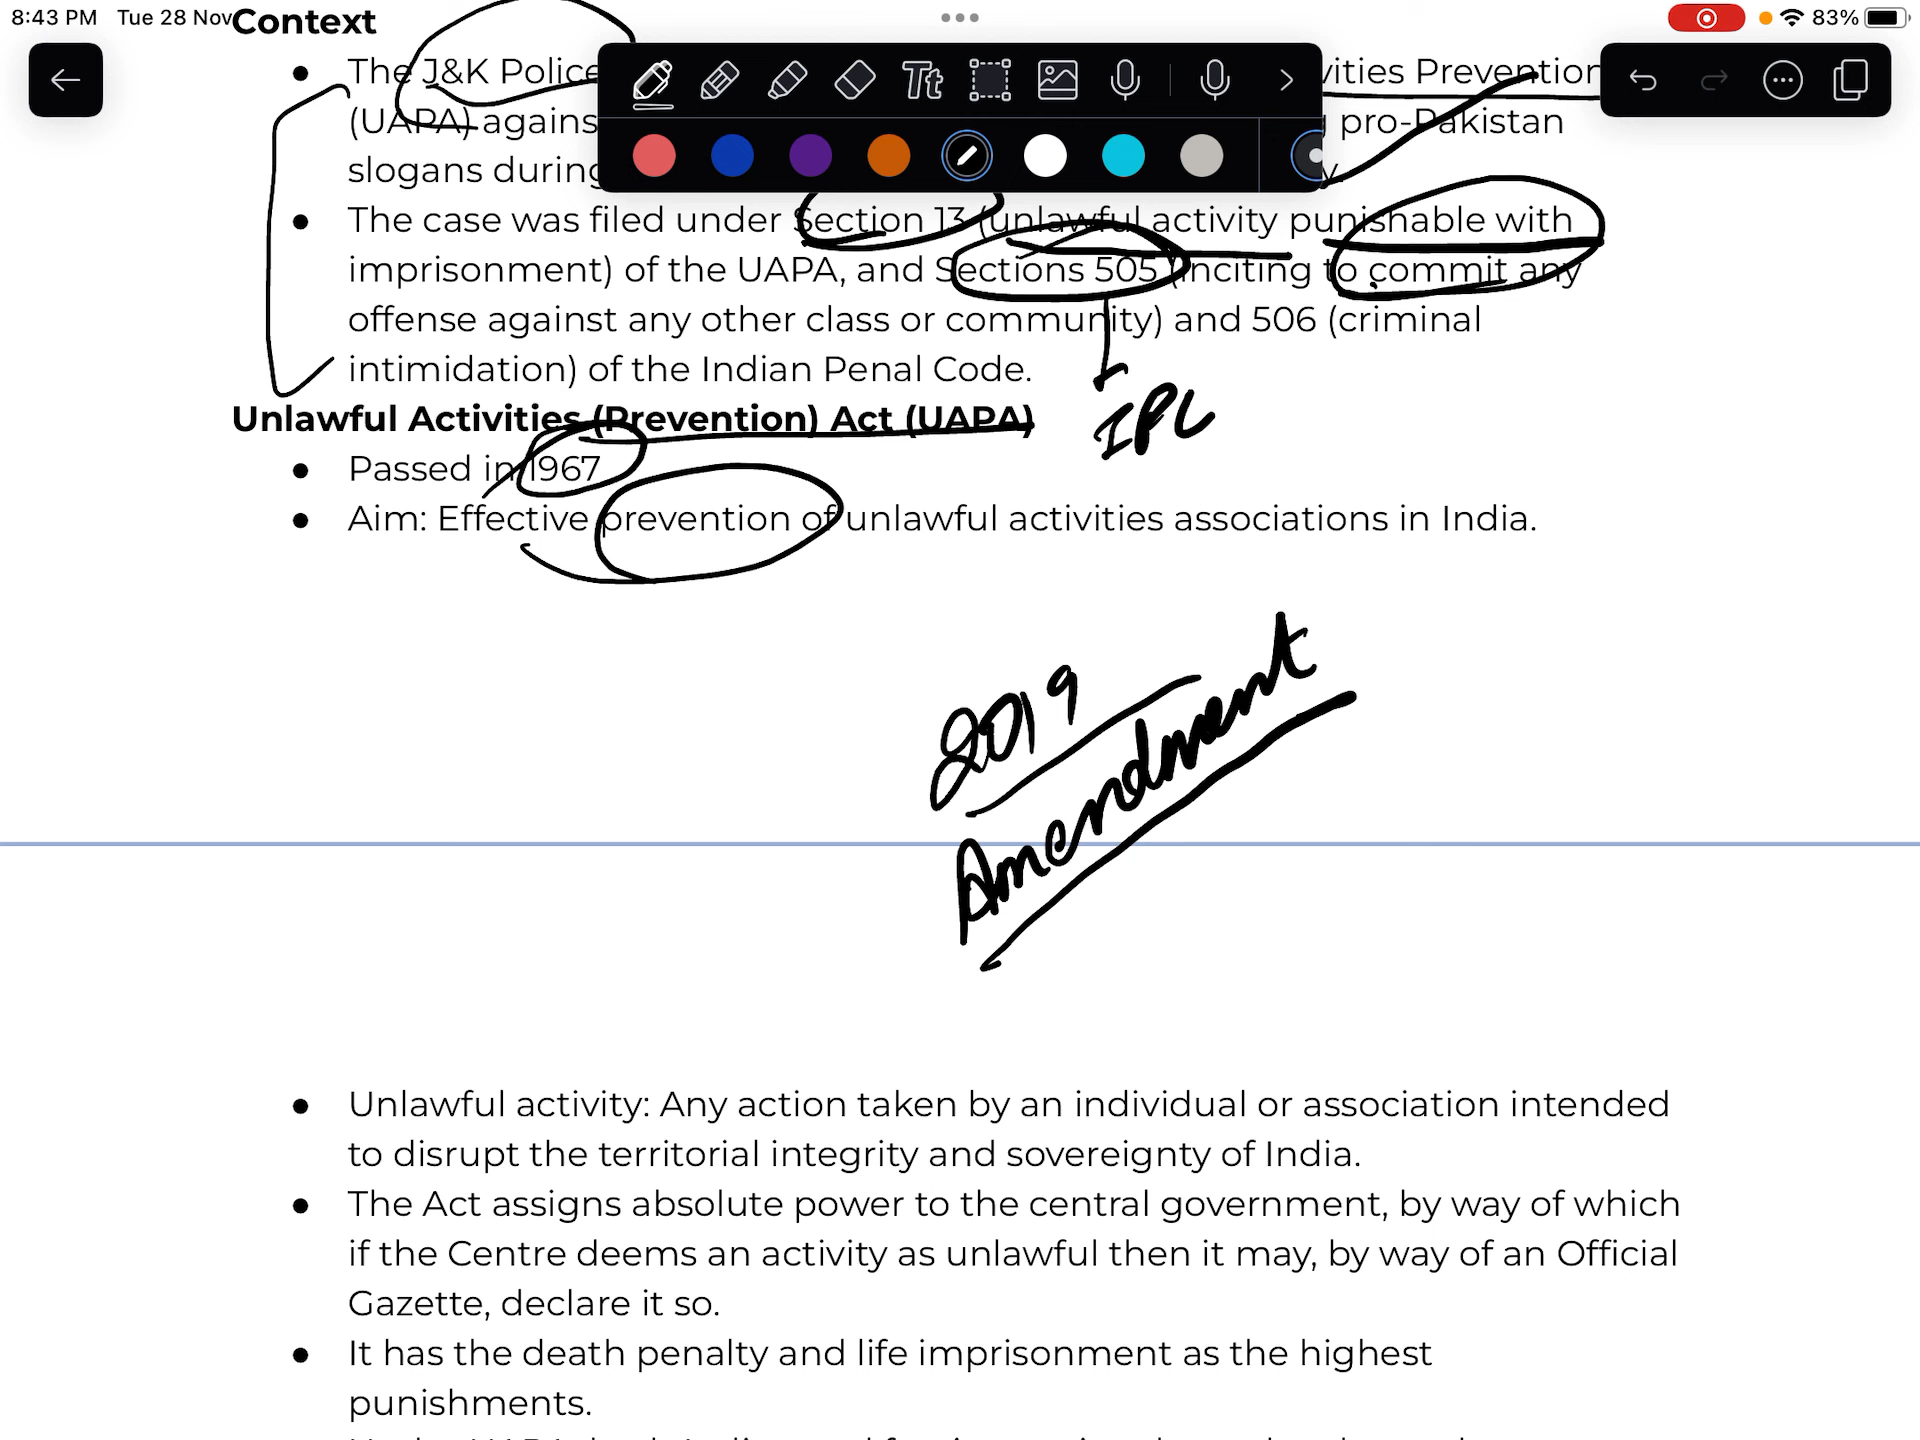 8:43 PM Tue 28 Nov
83%
Context
The J&K Police vities Prevention
(UAPA) agains pro-Pakistan
slogans during y.
Tt
The case was filed under Section 13 (unlawful activity punishable with
imprisonment) of the UAPA, and Sections 505 (inciting to commit any
offense against any other class or community) and 506 (criminal
intimidation) of the Indian Penal Code.
IPC
Unlawful Activities (Prevention) Act (UAPA)
Passed in 1967
Aim: Effective prevention of unlawful activities associations in India.
2019
Amendment
Unlawful activity: Any action taken by an individual or association intended
to disrupt the territorial integrity and sovereignty of India.
The Act assigns absolute power to the central government, by way of which
if the Centre deems an activity as unlawful then it may, by way of an Official
Gazette, declare it so.
It has the death penalty and life imprisonment as the highest
punishments.